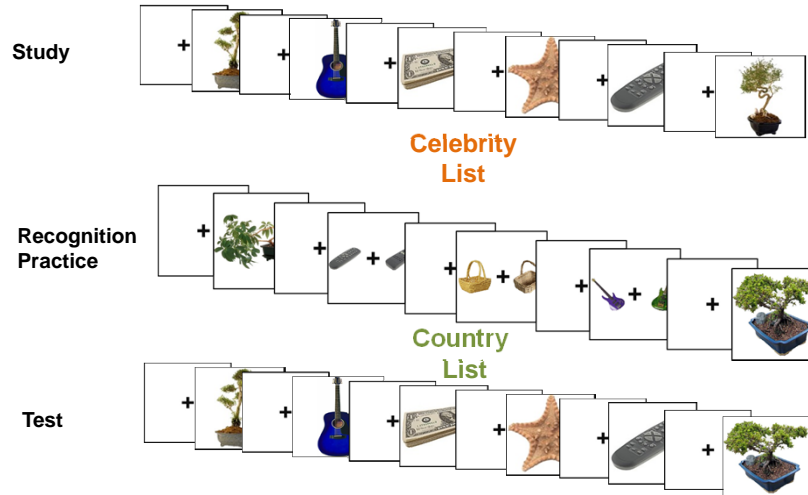 Study
Celebrity
List
Recognition
Practice
Country
List
Test